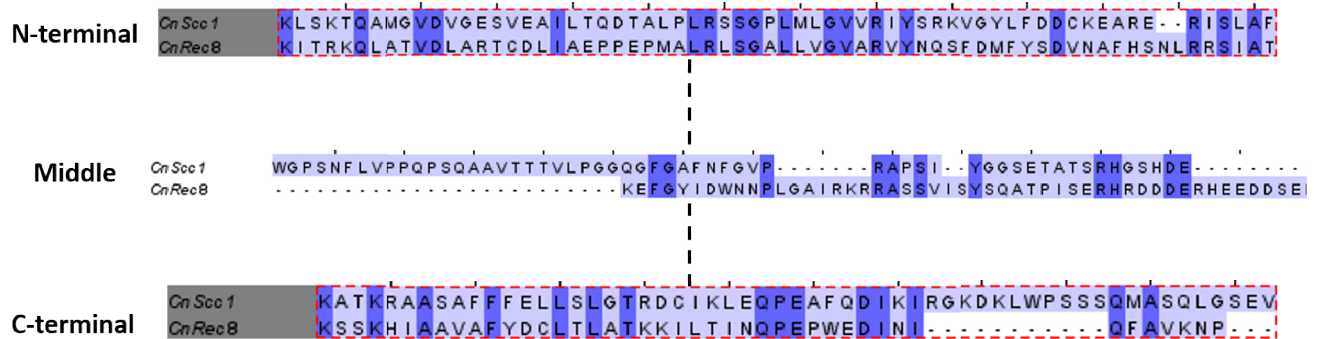 N-terminal
CnScc1 KLSKTQAMGVDVGESVEAILTQDTALPLRSSGPLMLGVVRIYSRKVGYLFDDCKEARE--RISLAF
CnRec8 KITRKQLATVDLARTCDLIAEPPEPMALRLSGALLVGVARVYNQSFDMFYSDVNAFHSNLRRSIAT
Middle
CnScc1 WGPSNFLVPPQPSQAAVTTTVLPGGQGFGAFNFGVP-------RAPSI--YGGSETATSRHGSHDE--------
CnRec8 -------------------------KEFGYIDWNNPLGAIRKRRASSVISYSQATPISERHRDDDERHEEDDSE
C-terminal
CnScc1 KATKRAASAFFFELLSLGTRDCIKLEQPEAFQDIKIRGKDKLWPSSSQMASQLGSEV
CnRec8 KSSKHIAAVAFYDCLTLATKKILTINQPEPWEDINI-----------QFAVKNP---